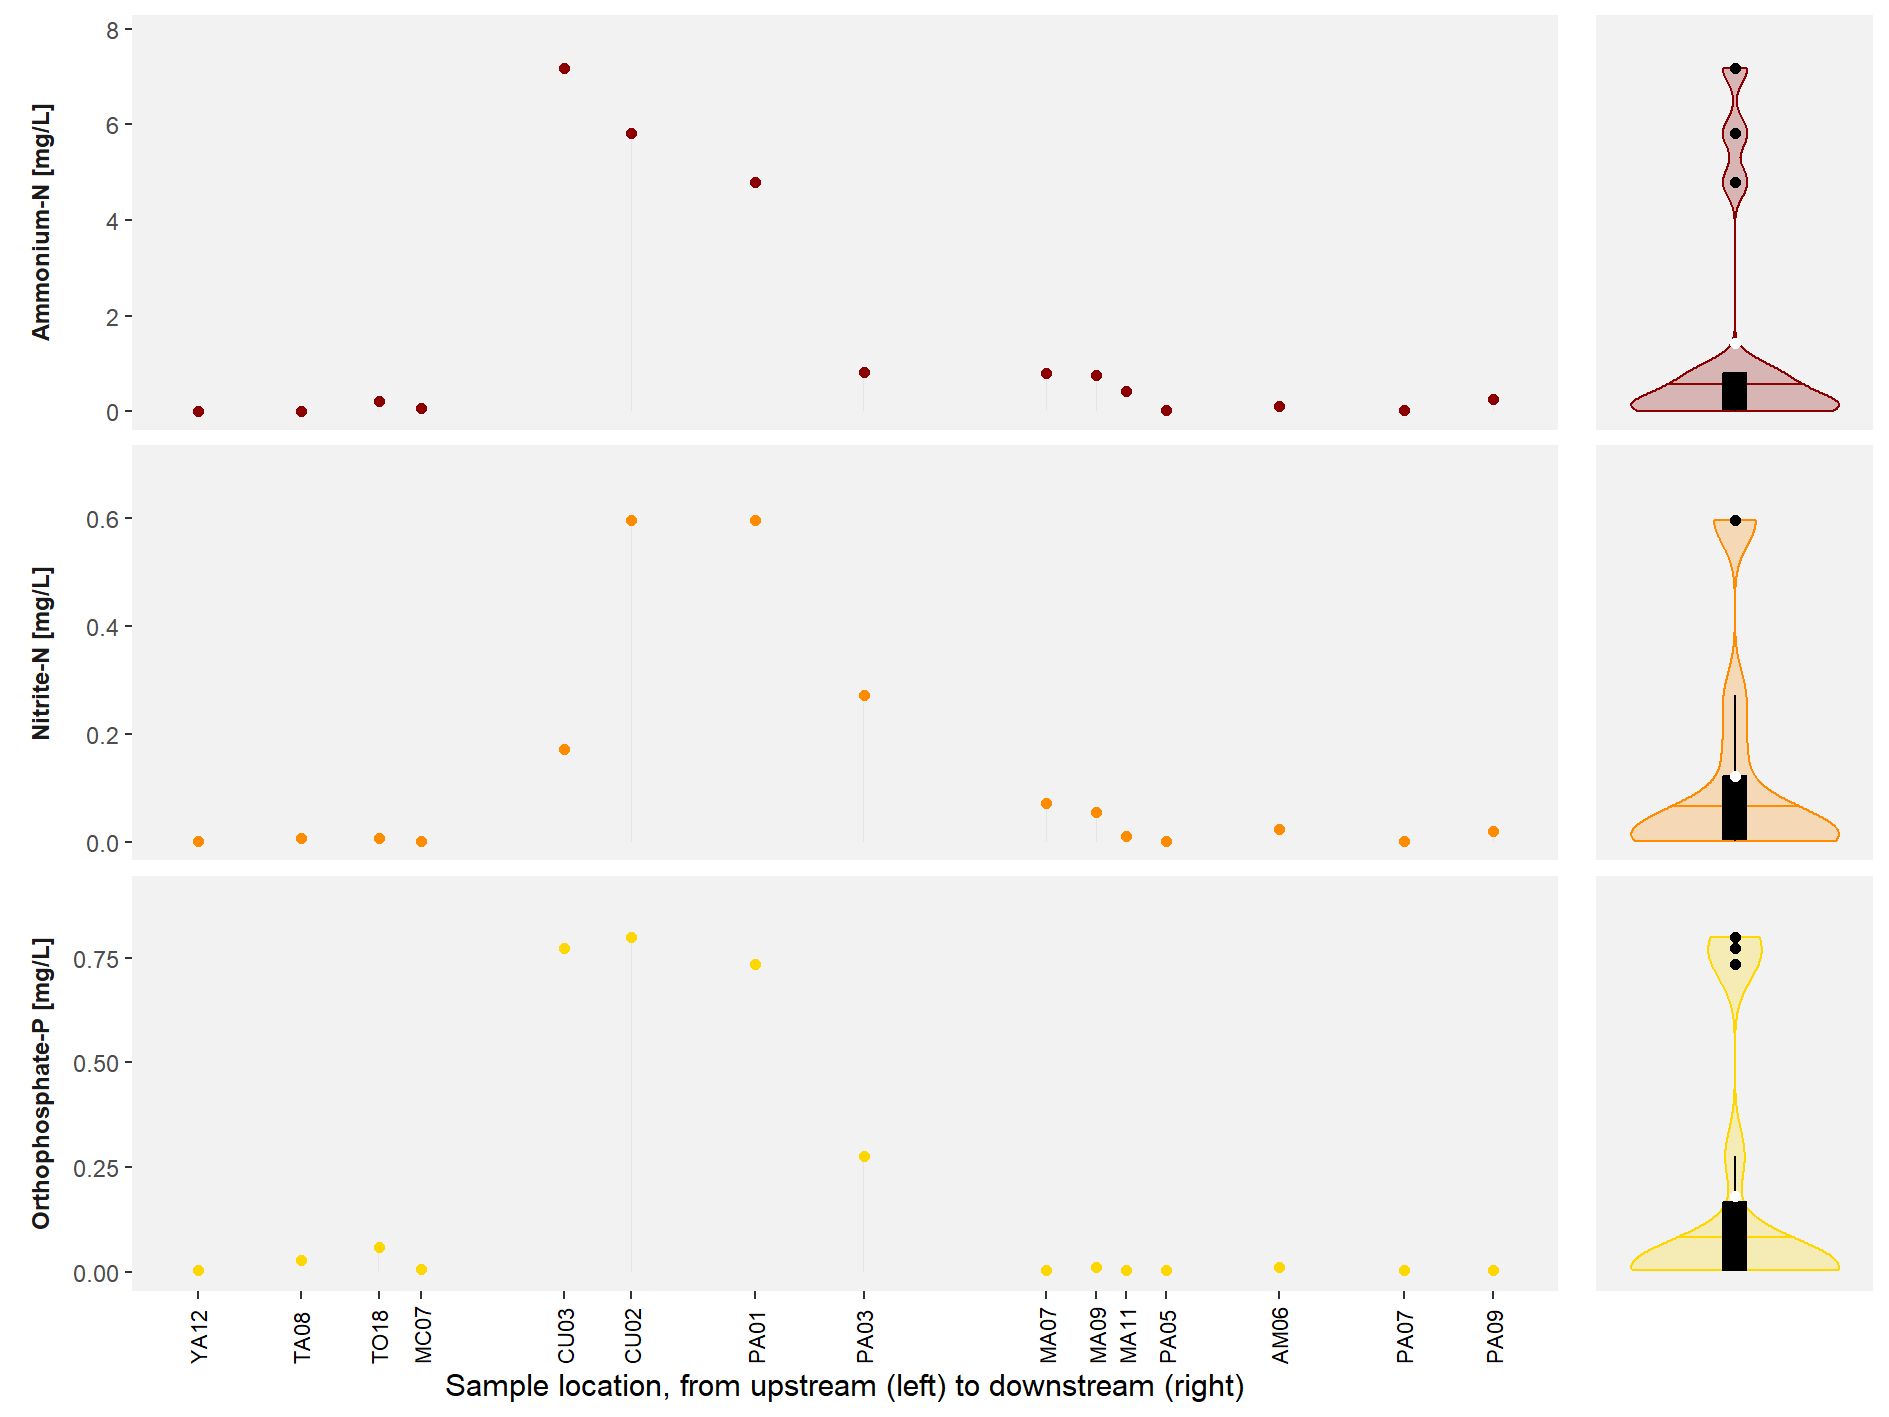 Ammonium-N [mg/L]
8
6
4
2
0
Nitrite-N [mg/L]
0.6
0.4
0.2
0.0
Orthophosphate-P [mg/L]
0.75
0.50
0.25
0.00
YA12
TA08
TO18
MC07
CU03
CU02
PA01
PA03
MA07
MA09
MA11
PA05
AM06
PA07
PA09
Sample location, from upstream (left) to downstream (right)